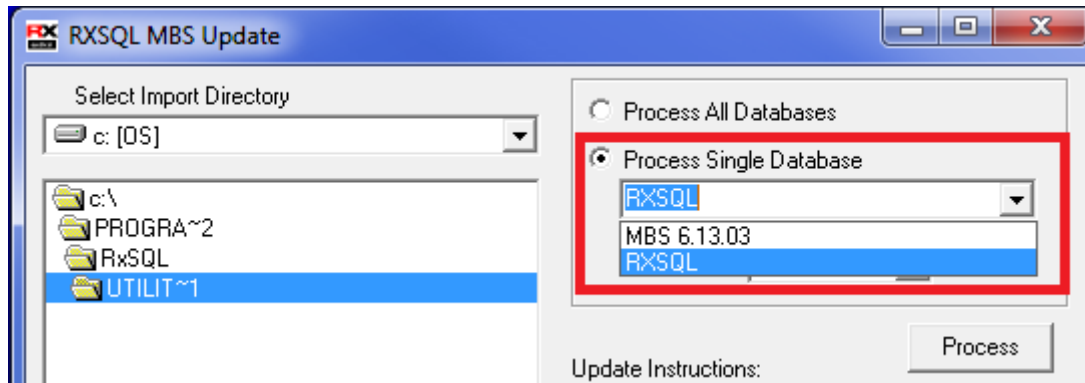 RX
RXSQL MBS Update
Select Import Directory
c: [OS]
c:\
PROGRA~2
RxSQL
UTILIT~1
Process All Databases
Process Single Database
RXSQL
MBS 6.13.03
RXSQL
Process
Update Instructions: